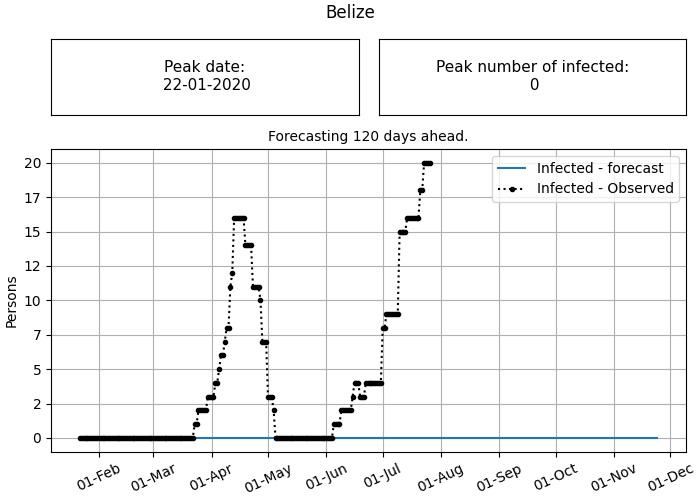 Belize
Peak date:
22-01-2020
Peak number of infected:
0
Forecasting 120 days ahead.
Infected - forecast
Infected - Observed
Persons
20
17
15
12
10
7
5
2
0
01-Feb
01-Mar
01-Apr
01-May
01-Jun
01-Jul
01-Aug
01-Sep
01-Oct
01-Nov
01-Dec